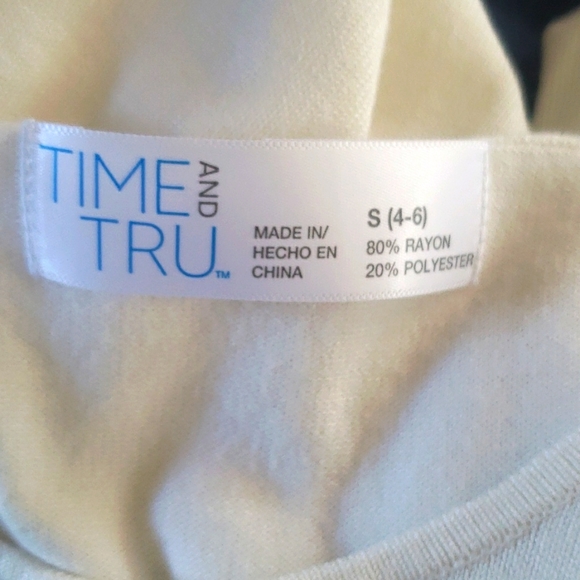 TIME AND
TRU™
MADE IN/
HECHO EN
CHINA
S (4-6)
80% RAYON
20% POLYESTER